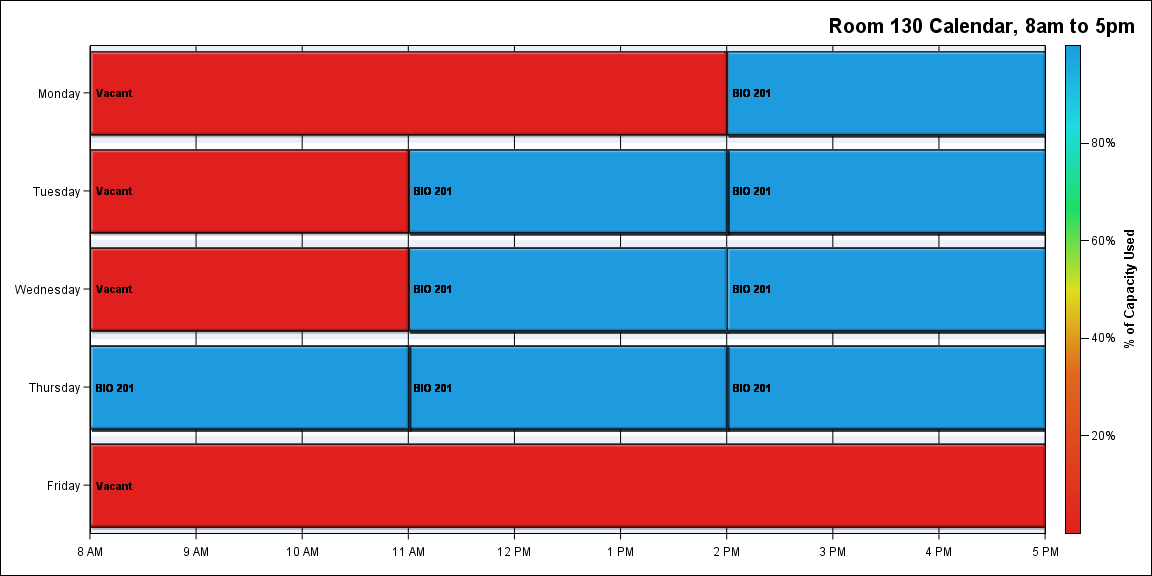 Room 130 Calendar, 8am to 5pm
Monday
Vacant
BIO 201
Tuesday
Vacant
BIO 201
BIO 201
Wednesday
Vacant
BIO 201
BIO 201
Thursday
BIO 201
BIO 201
BIO 201
Friday
Vacant
8 AM
9 AM
10 AM
11 AM
12 PM
1 PM
2 PM
3 PM
4 PM
5 PM
80%
60%
40%
20%
% of Capacity Used